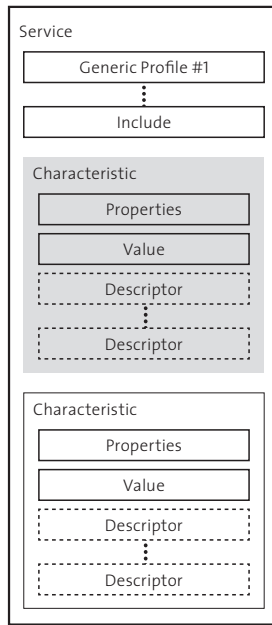 Service
Generic Profile #1
Include
Characteristic
Properties
Value
Descriptor
Descriptor
Characteristic
Properties
Value
Descriptor
Descriptor